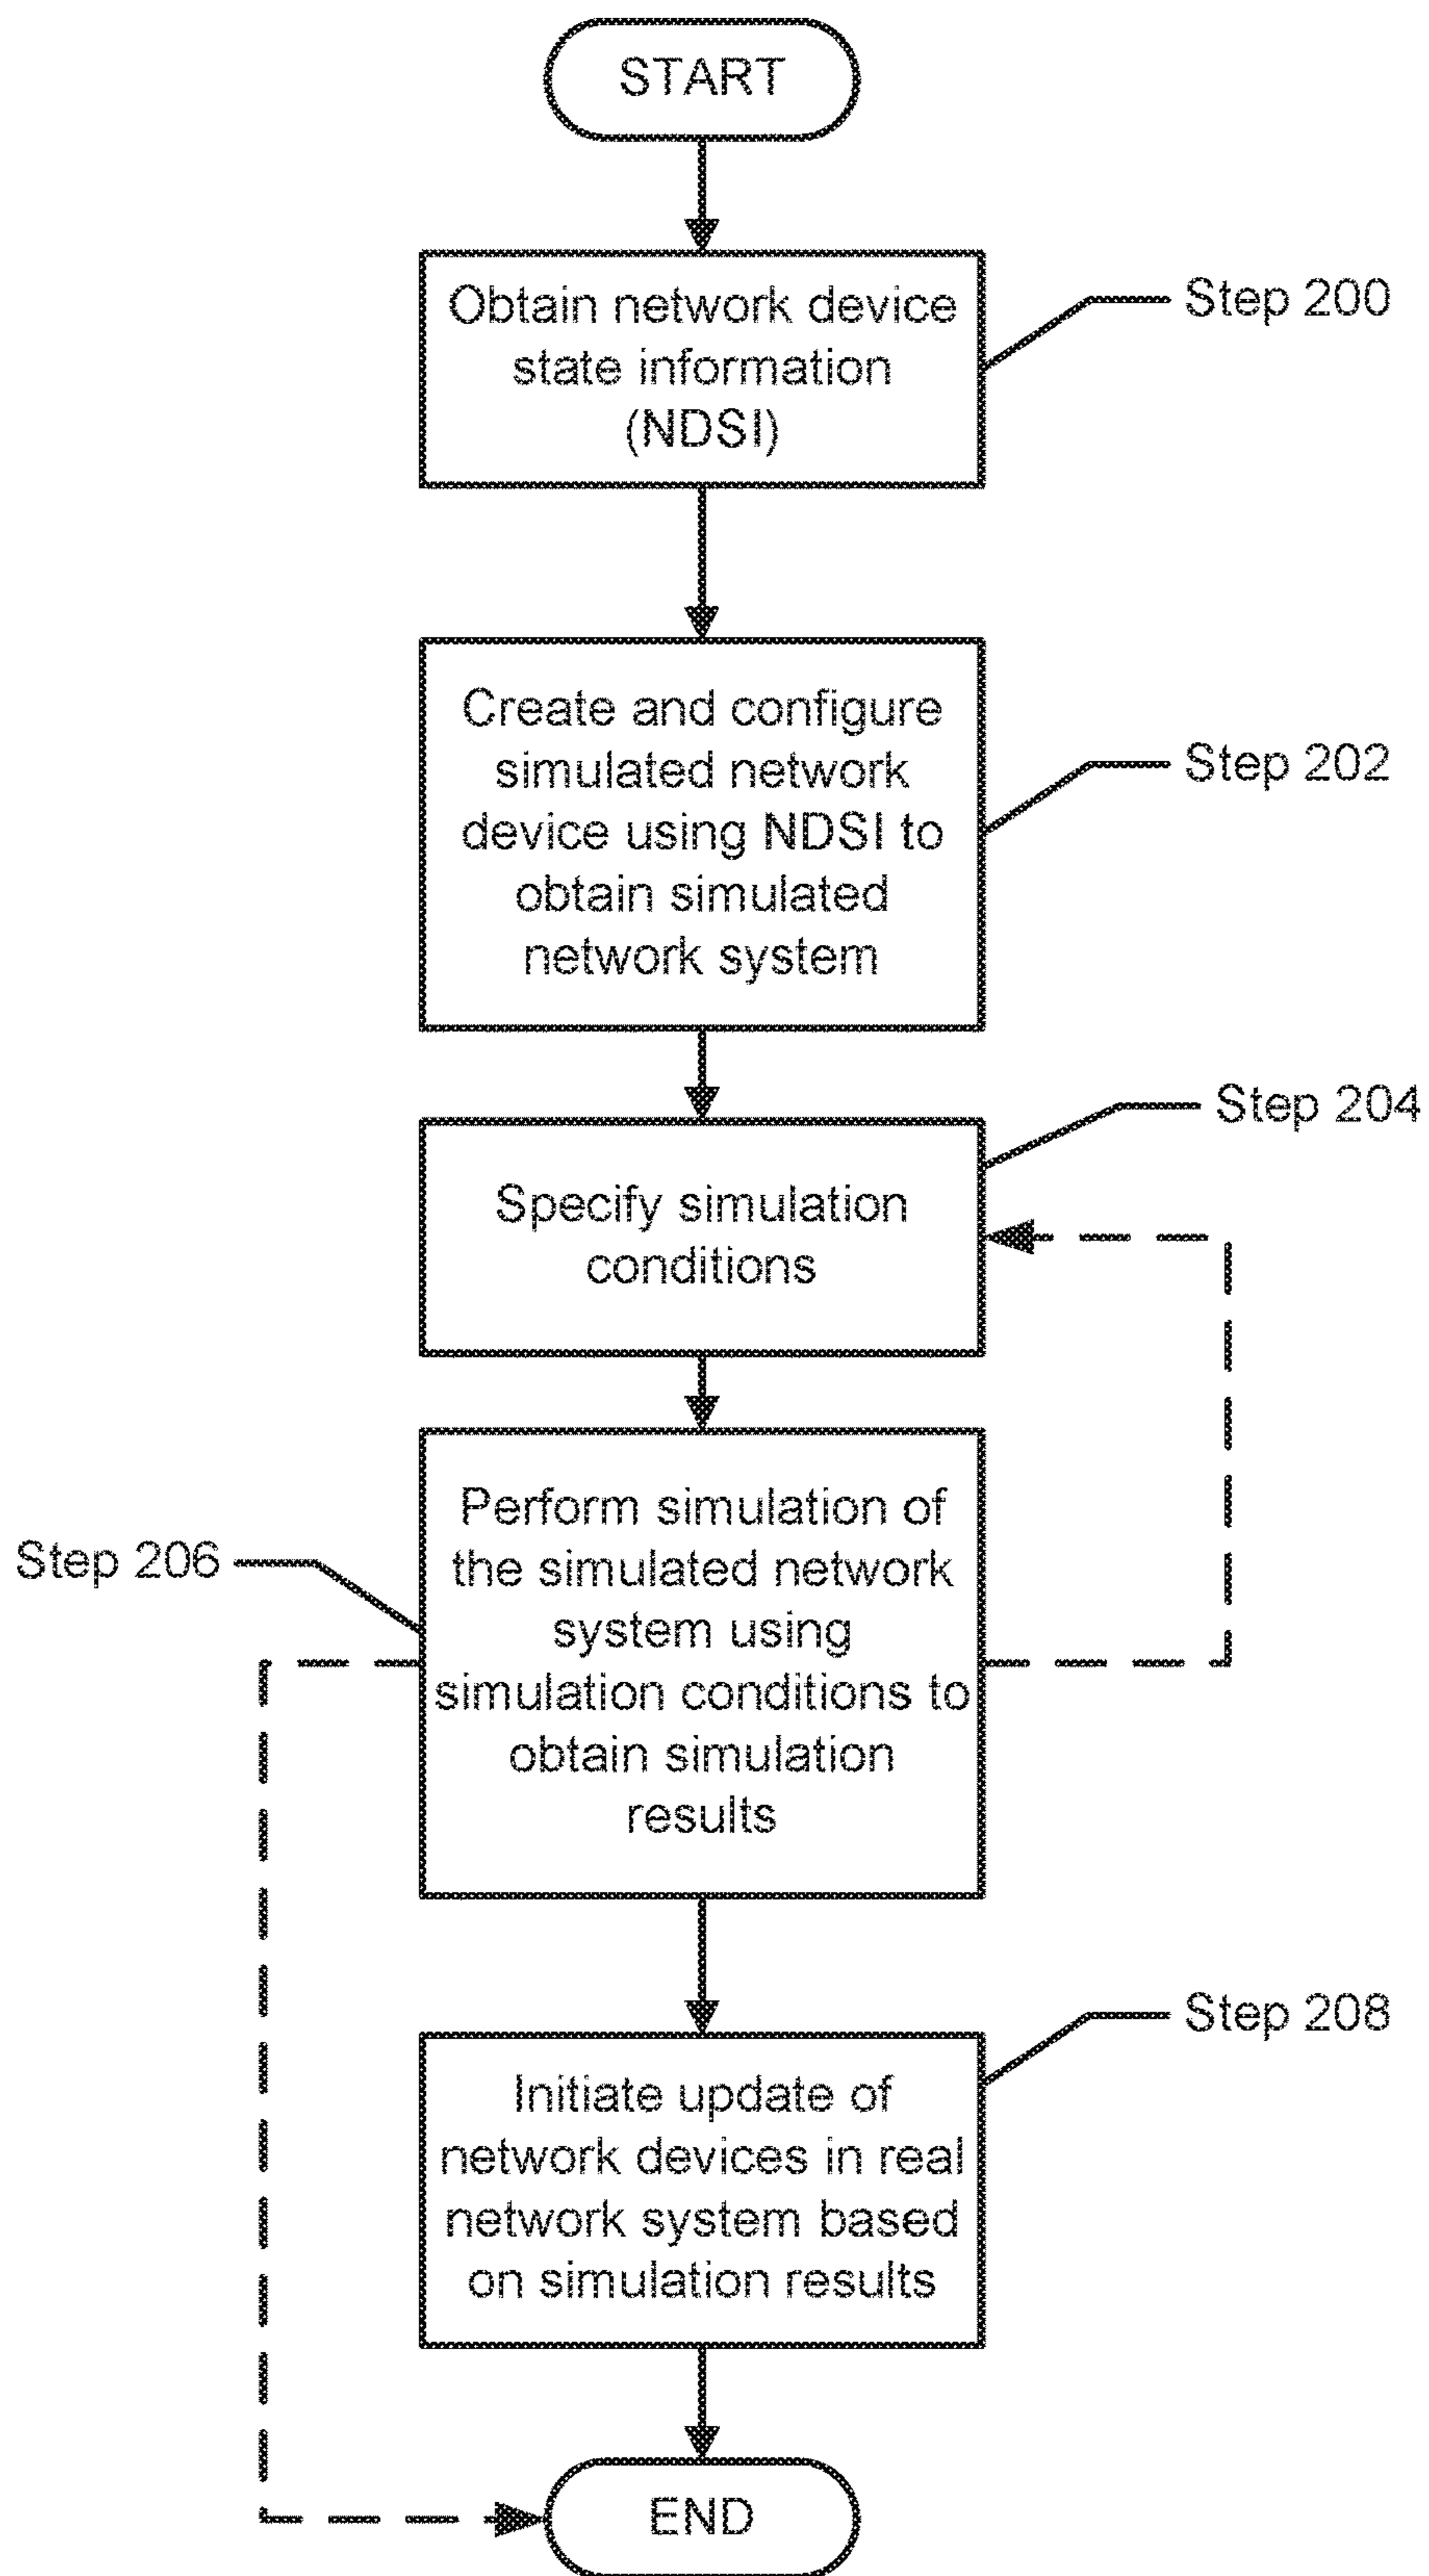 START
Obtain network device
state information
(NDSI)
Step 200
Create and configure
simulated network
device using NDSI to
obtain simulated
network system
Step 202
Step 204
Specify simulation
conditions
Perform simulation of
the simulated network
system using
simulation conditions to
obtain simulation
results
Step 206
Step 208
Initiate update of
network devices in real
network system based
on simulation results
END